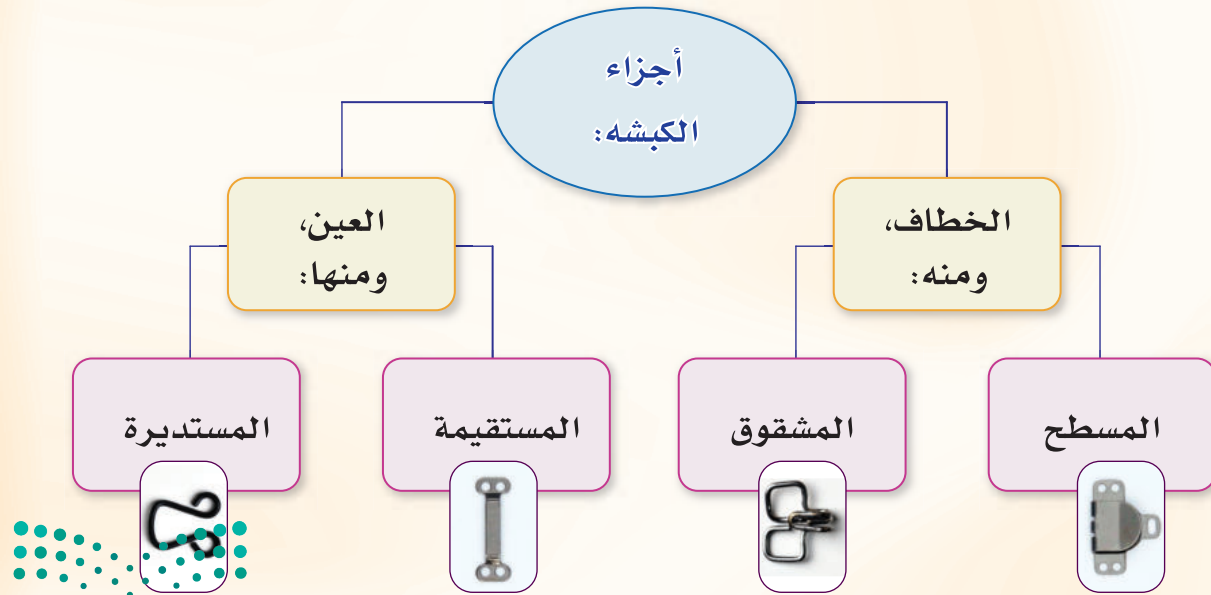 أجزاء
الكبشه:
الخطاف،
ومنه:
العين،
ومنها:
المسطح
المشقوق
المستقيمة
المستديرة